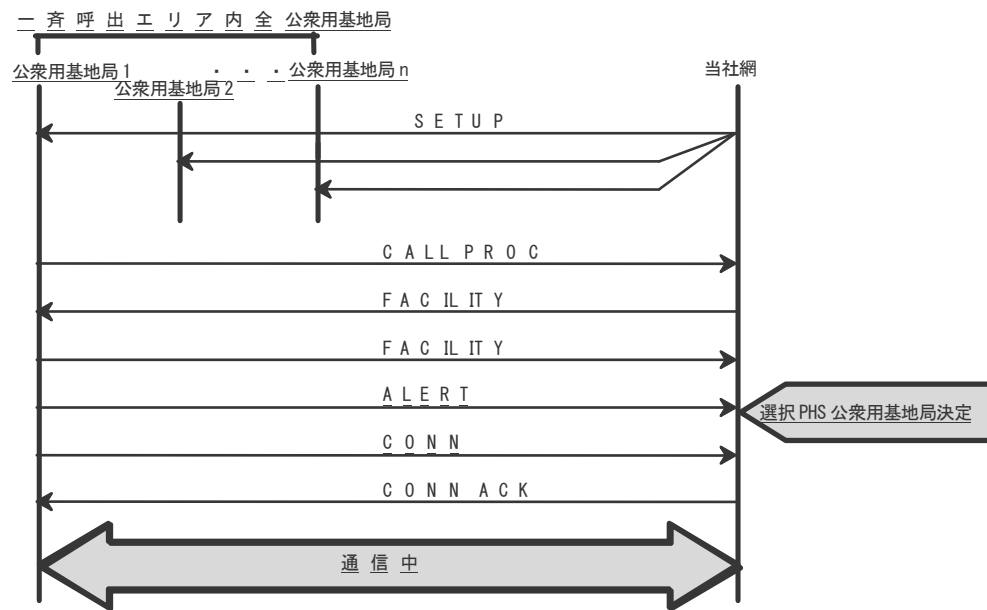 一斉呼出エリア内全公衆用基地局
公衆用基地局1 ・・・公衆用基地局n 当社網
公衆用基地局2
SETUP
CALL PROC
FACILITY
FACILITY
ALERT
選択PHS公衆用基地局決定
CONN
CONN ACK
通信中